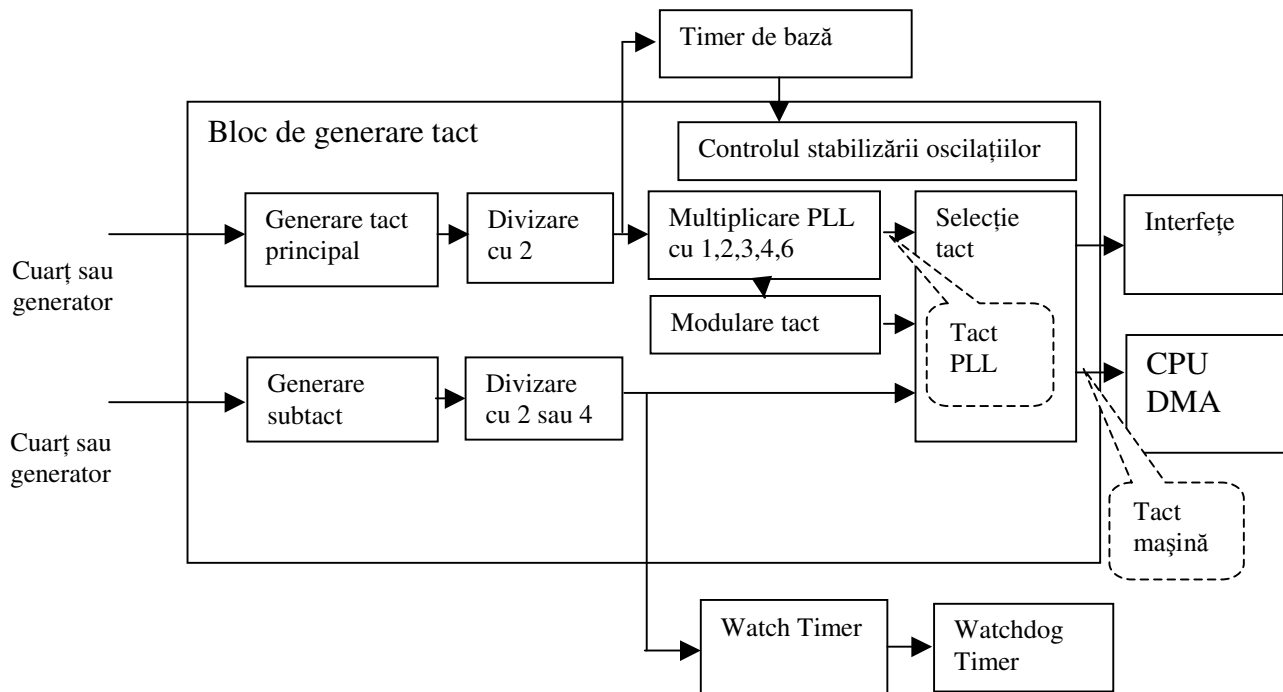 Timer de bază
Bloc de generare tact
Controlul stabilizării oscilațiilor
Generare tact
principal
Divizare
cu 2
Multiplicare PLL
cu 1,2,3,4,6
Selecție
tact
Interfețe
Cuarț sau
generator
Modulare tact
Tact
PLL
Generare
subtact
Divizare
cu 2 sau 4
CPU
DMA
Cuarț sau
generator
Tact
maşină
Watch Timer
Watchdog
Timer